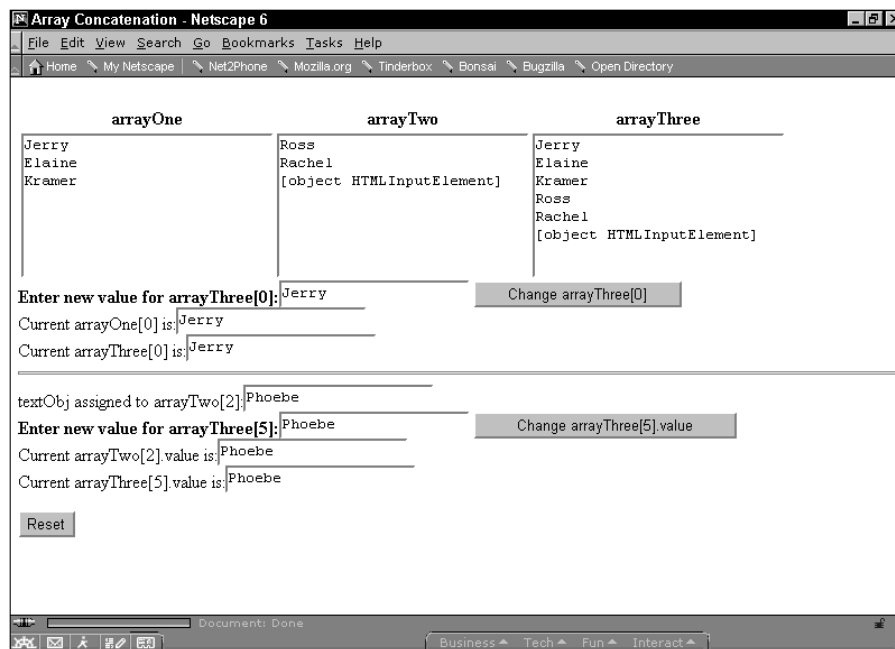 Array Concatenation - Netscape 6
File Edit View Search Go Bookmarks Tasks Help
Home My Netscape Net2Phone Mozilla.org Tinderbox Bonsai Bugzilla Open Directory
arrayOne arrayTwo arrayThree
Jerry Ross Jerry
Elaine Rachel Elaine
Kramer [object HTMLInputElement] Kramer
Ross
Rachel
[object HTMLInputElement]
Enter new value for arrayThree[0]: Jerry Change arrayThree[0]
Current arrayOne[0] is: Jerry
Current arrayThree[0] is: Jerry
textObj assigned to arrayTwo[2]: Phoebe
Enter new value for arrayThree[5]: Phoebe Change arrayThree[5].value
Current arrayTwo[2].value is: Phoebe
Current arrayThree[5].value is: Phoebe
Reset
Document: Done
Business Tech Fun Interact